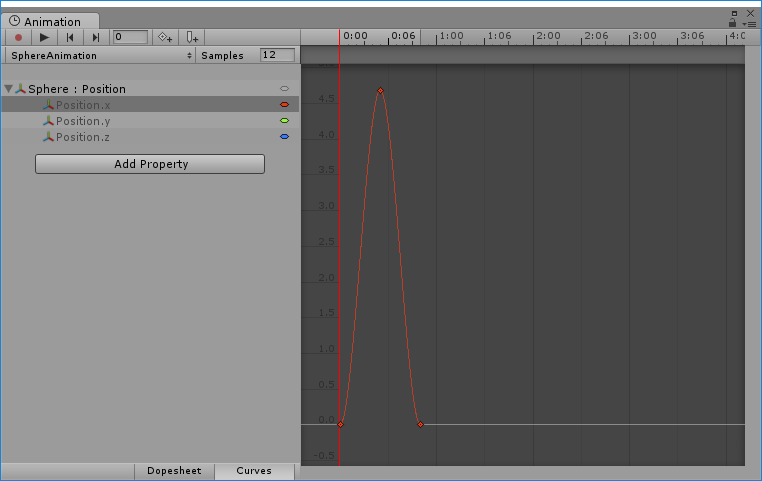 Animation
0 0:00 0:06 1:00 1:06 2:00 2:06 3:00 3:06 4:0
SphereAnimation Samples 12
Sphere : Position
Position.x
Position.y
Position.z
Add Property
4.5
4.0
3.5
3.0
2.5
2.0
1.5
1.0
0.5
0.0
-0.5
Dopesheet Curves